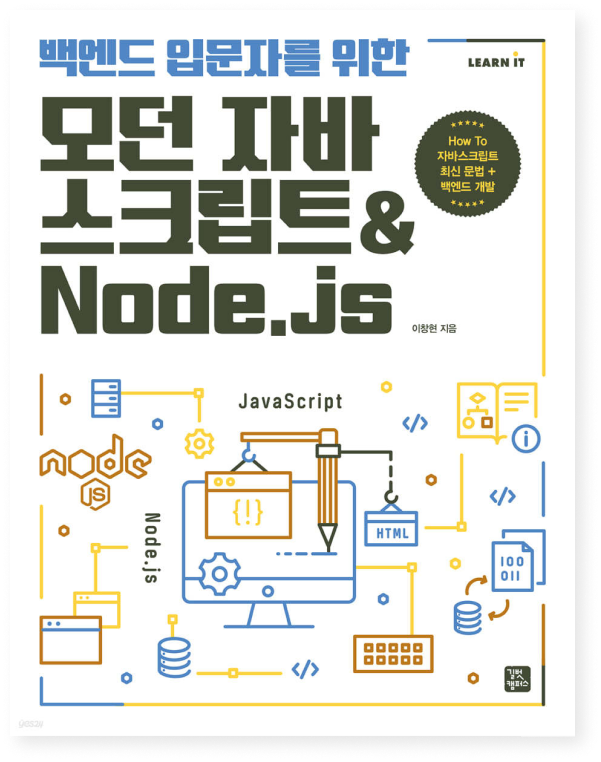 백엔드 입문자를 위한
LEARN iT
모던 자바
스크립트 &
Node.js
How To
자바스크립트
최신 문법 +
백엔드 개발
이창현 지음
JavaScript
node
JS
{!}
HTML
Node.js
</>
</>
100
011
</>
길벗
캠퍼스
yes24